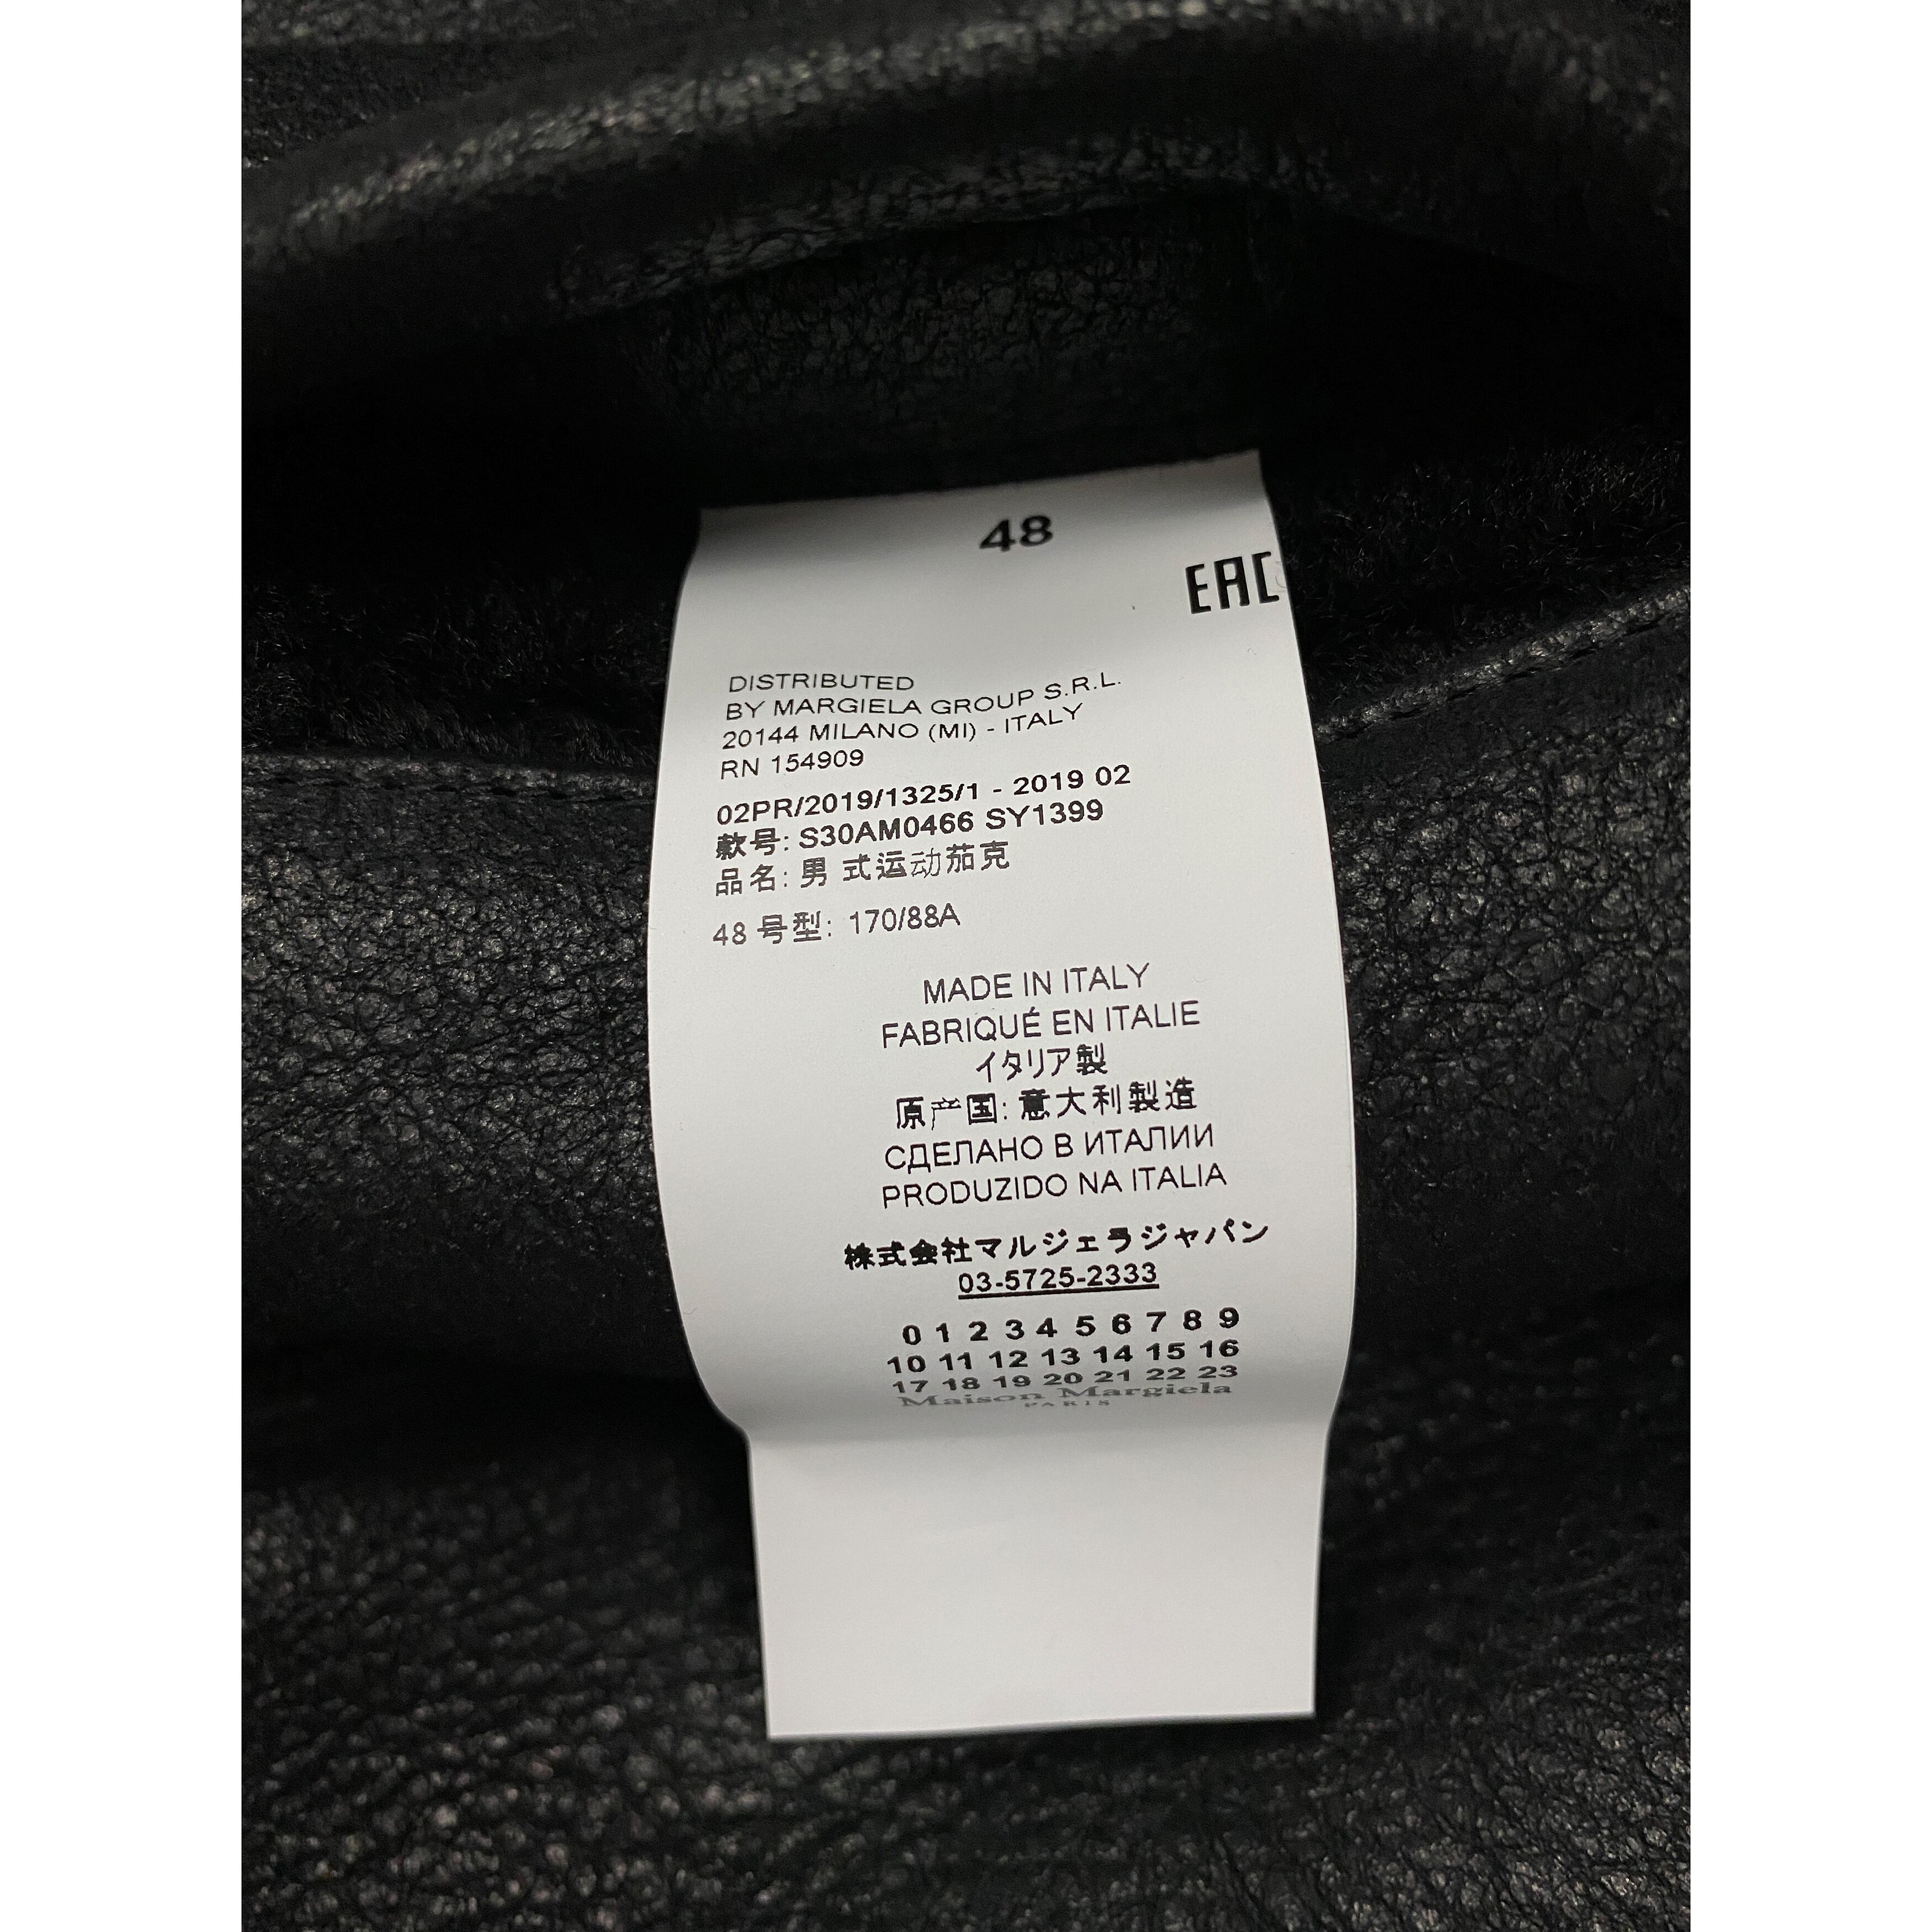 48
EAC
DISTRIBUTED
BY MARGIELA GROUP S.R.L.
20144 MILANO (MI) - ITALY
RN 154909
02PR/2019/1325/1 - 2019 02
款号: S30AM0466 SY1399
品名: 男 式运动茄克
48 号型: 170/88A
MADE IN ITALY
FABRIQUÉ EN ITALIE
イタリア製
原产国: 意大利製造
СДЕЛАНО В ИТАЛИИ
PRODUZIDO NA ITALIA
株式会社マルジェラジャパン
03-5725-2333
0 1 2 3 4 5 6 7 8 9
10 11 12 13 14 15 16
17 18 19 20 21 22 23
Maison Margiela
PARIS